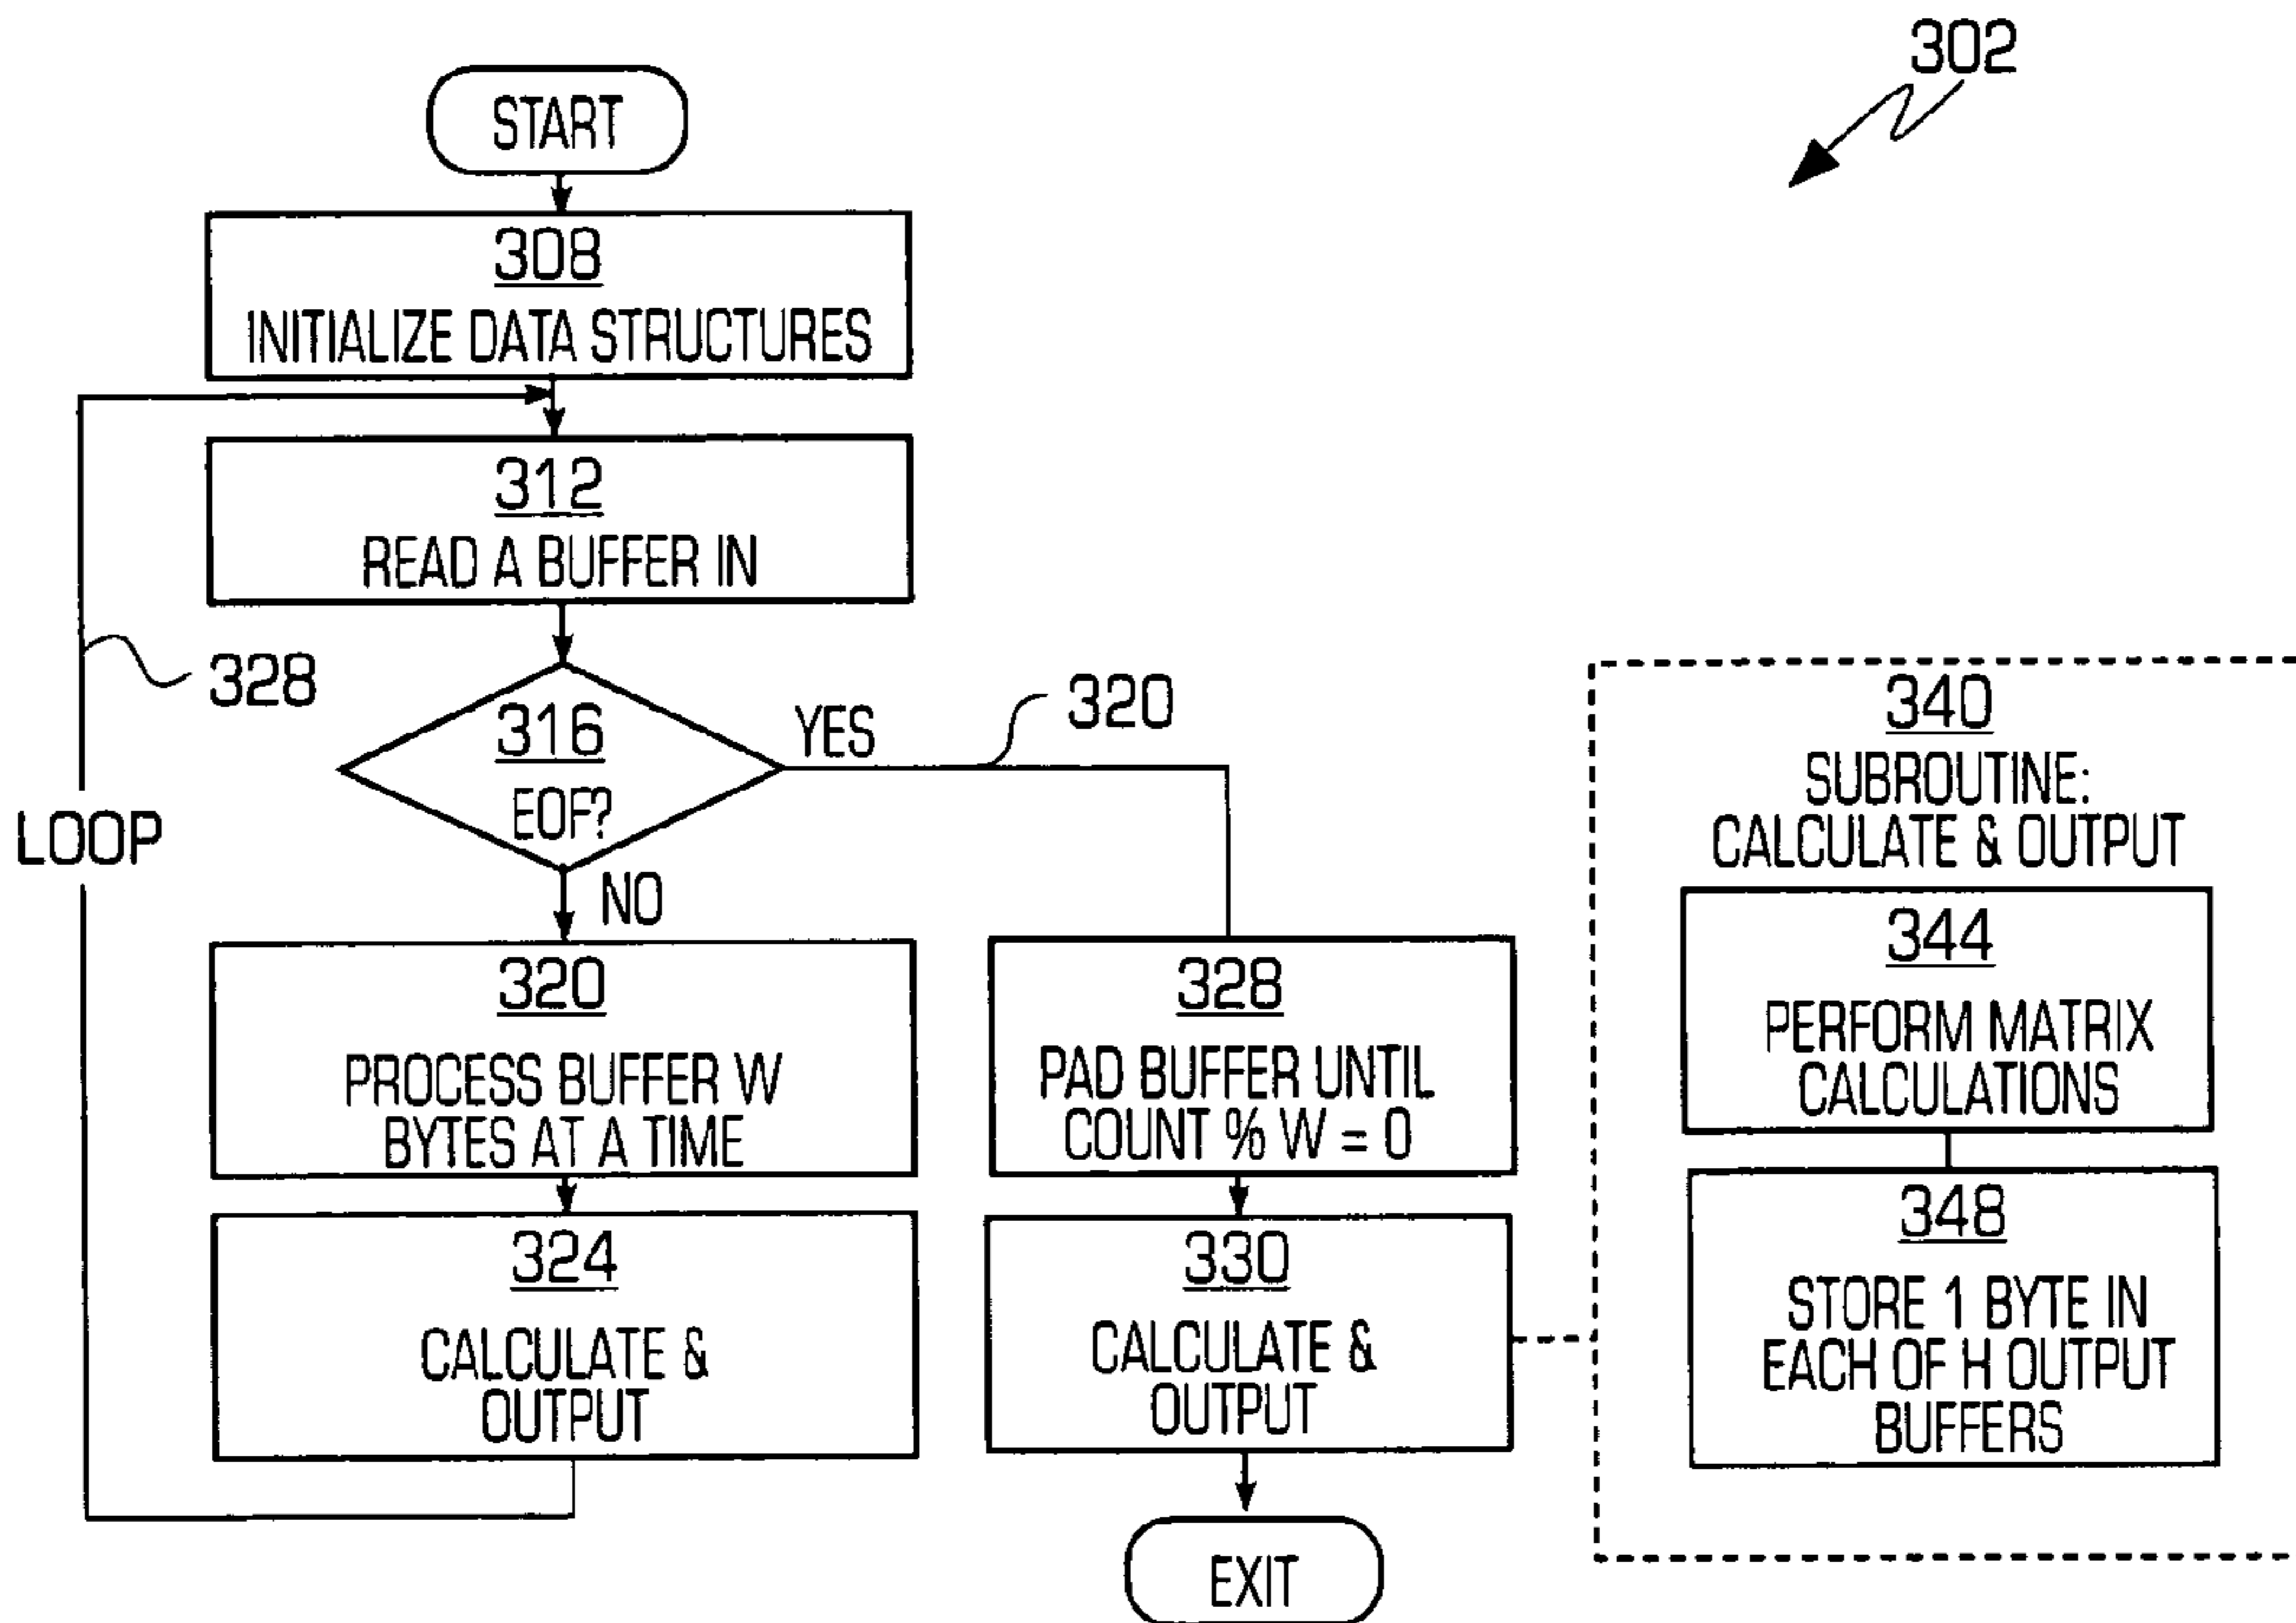 302
START
308
INITIALIZE DATA STRUCTURES
312
READ A BUFFER IN
328
316
EOF?
YES
320
NO
LOOP
320
PROCESS BUFFER W
BYTES AT A TIME
324
CALCULATE &
OUTPUT
328
PAD BUFFER UNTIL
COUNT % W = 0
330
CALCULATE &
OUTPUT
EXIT
340
SUBROUTINE:
CALCULATE & OUTPUT
344
PERFORM MATRIX
CALCULATIONS
348
STORE 1 BYTE IN
EACH OF H OUTPUT
BUFFERS